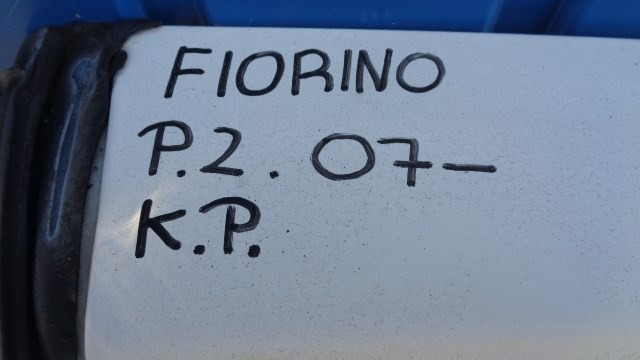 FIORINO
P.2. 07-
K.P.